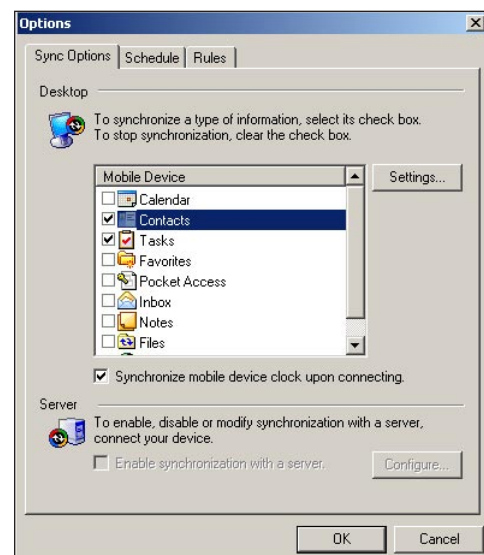 Options
Sync Options Schedule Rules
Desktop
To synchronize a type of information, select its check box.
To stop synchronization, clear the check box.
Mobile Device
Settings...
Calendar
Contacts
Tasks
Favorites
Pocket Access
Inbox
Notes
Files
Synchronize mobile device clock upon connecting.
Server
To enable, disable or modify synchronization with a server,
connect your device.
Enable synchronization with a server.
Configure...
OK Cancel